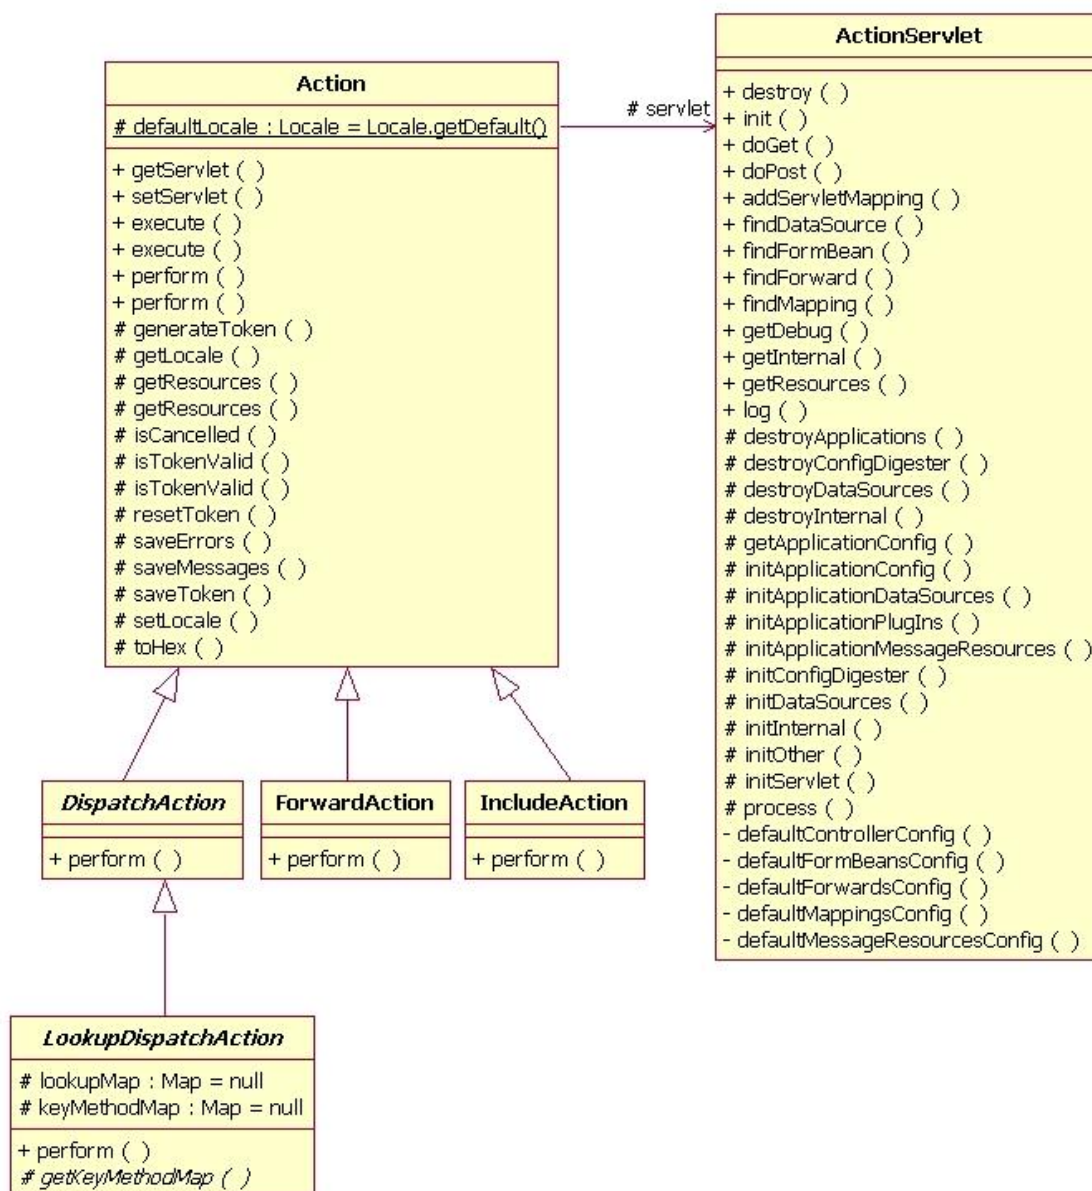 Action
# defaultLocale : Locale = Locale.getDefault()
+ getServlet ( )
+ setServlet ( )
+ execute ( )
+ execute ( )
+ perform ( )
+ perform ( )
# generateToken ( )
# getLocale ( )
# getResources ( )
# getResources ( )
# isCancelled ( )
# isTokenValid ( )
# isTokenValid ( )
# resetToken ( )
# saveErrors ( )
# saveMessages ( )
# saveToken ( )
# setLocale ( )
# toHex ( )
# servlet
ActionServlet
+ destroy ( )
+ init ( )
+ doGet ( )
+ doPost ( )
+ addServletMapping ( )
+ findDataSource ( )
+ findFormBean ( )
+ findForward ( )
+ findMapping ( )
+ getDebug ( )
+ getInternal ( )
+ getResources ( )
+ log ( )
# destroyApplications ( )
# destroyConfigDigester ( )
# destroyDataSources ( )
# destroyInternal ( )
# getApplicationConfig ( )
# initApplicationConfig ( )
# initApplicationDataSources ( )
# initApplicationPlugIns ( )
# initApplicationMessageResources ( )
# initConfigDigester ( )
# initDataSources ( )
# initInternal ( )
# initOther ( )
# initServlet ( )
# process ( )
- defaultControllerConfig ( )
- defaultFormBeansConfig ( )
- defaultForwardsConfig ( )
- defaultMappingsConfig ( )
- defaultMessageResourcesConfig ( )
DispatchAction
+ perform ( )
ForwardAction
+ perform ( )
IncludeAction
+ perform ( )
LookupDispatchAction
# lookupMap : Map = null
# keyMethodMap : Map = null
+ perform ( )
# getKeyMethodMap ( )